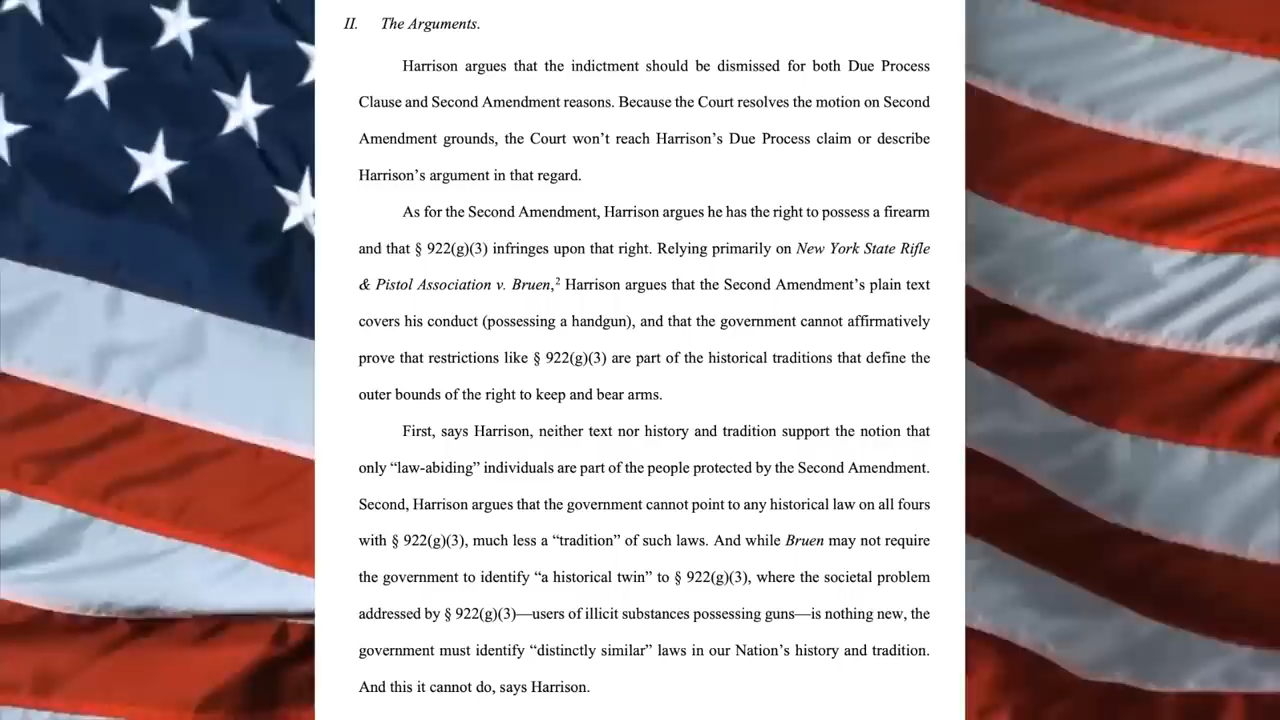 II. The Arguments.
Harrison argues that the indictment should be dismissed for both Due Process
Clause and Second Amendment reasons. Because the Court resolves the motion on Second
Amendment grounds, the Court won’t reach Harrison’s Due Process claim or describe
Harrison’s argument in that regard.
As for the Second Amendment, Harrison argues he has the right to possess a firearm
and that § 922(g)(3) infringes upon that right. Relying primarily on New York State Rifle
& Pistol Association v. Bruen,² Harrison argues that the Second Amendment’s plain text
covers his conduct (possessing a handgun), and that the government cannot affirmatively
prove that restrictions like § 922(g)(3) are part of the historical traditions that define the
outer bounds of the right to keep and bear arms.
First, says Harrison, neither text nor history and tradition support the notion that
only “law-abiding” individuals are part of the people protected by the Second Amendment.
Second, Harrison argues that the government cannot point to any historical law on all fours
with § 922(g)(3), much less a “tradition” of such laws. And while Bruen may not require
the government to identify “a historical twin” to § 922(g)(3), where the societal problem
addressed by § 922(g)(3)—users of illicit substances possessing guns—is nothing new, the
government must identify “distinctly similar” laws in our Nation’s history and tradition.
And this it cannot do, says Harrison.